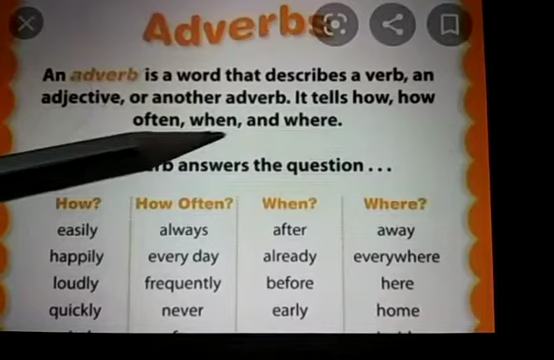 Adverbs
An adverb is a word that describes a verb, an
adjective, or another adverb. It tells how, how
often, when, and where.
answers the question . . .
How? How Often? When? Where?
easily always after away
happily every day already everywhere
loudly frequently before here
quickly never early home